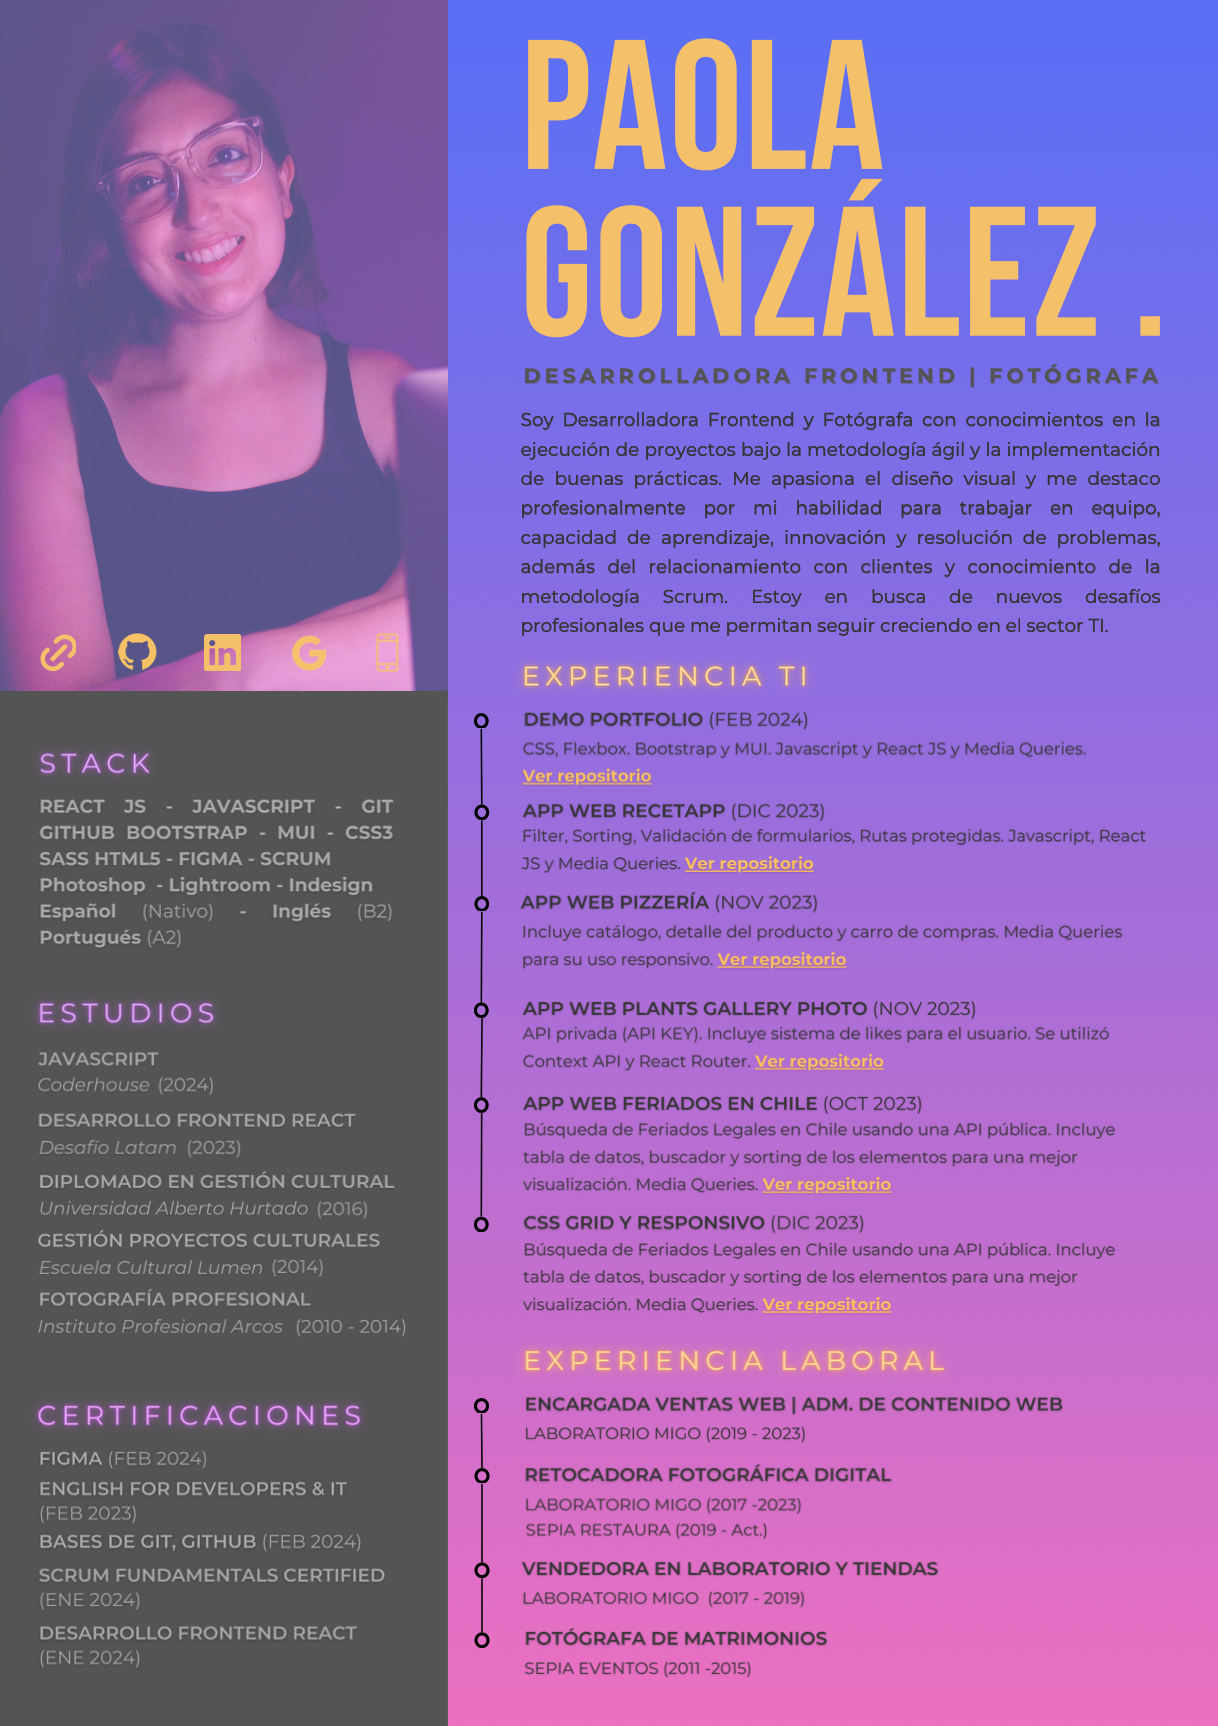 PAOLA
GONZÁLEZ .
DESARROLLADORA FRONTEND | FOTÓGRAFA
Soy Desarrolladora Frontend y Fotógrafa con conocimientos en la
ejecución de proyectos bajo la metodología ágil y la implementación
de buenas prácticas. Me apasiona el diseño visual y me destaco
profesionalmente por mi habilidad para trabajar en equipo,
capacidad de aprendizaje, innovación y resolución de problemas,
además del relacionamiento con clientes y conocimiento de la
metodología Scrum. Estoy en busca de nuevos desafíos
profesionales que me permitan seguir creciendo en el sector TI.
EXPERIENCIA TI
DEMO PORTFOLIO (FEB 2024)
CSS, Flexbox. Bootstrap y MUI. Javascript y React JS y Media Queries.
Ver repositorio
APP WEB RECETAPP (DIC 2023)
Filter, Sorting, Validación de formularios, Rutas protegidas. Javascript, React
JS y Media Queries. Ver repositorio
APP WEB PIZZERÍA (NOV 2023)
Incluye catálogo, detalle del producto y carro de compras. Media Queries
para su uso responsivo. Ver repositorio
APP WEB PLANTS GALLERY PHOTO (NOV 2023)
API privada (API KEY). Incluye sistema de likes para el usuario. Se utilizó
Context API y React Router. Ver repositorio
APP WEB FERIADOS EN CHILE (OCT 2023)
Búsqueda de Feriados Legales en Chile usando una API pública. Incluye
tabla de datos, buscador y sorting de los elementos para una mejor
visualización. Media Queries. Ver repositorio
CSS GRID Y RESPONSIVO (DIC 2023)
Búsqueda de Feriados Legales en Chile usando una API pública. Incluye
tabla de datos, buscador y sorting de los elementos para una mejor
visualización. Media Queries. Ver repositorio
EXPERIENCIA LABORAL
ENCARGADA VENTAS WEB | ADM. DE CONTENIDO WEB
LABORATORIO MIGO (2019 - 2023)
RETOCADORA FOTOGRÁFICA DIGITAL
LABORATORIO MIGO (2017 -2023)
SEPIA RESTAURA (2019 - Act.)
VENDEDORA EN LABORATORIO Y TIENDAS
LABORATORIO MIGO (2017 - 2019)
FOTÓGRAFA DE MATRIMONIOS
SEPIA EVENTOS (2011 -2015)
STACK
REACT JS - JAVASCRIPT - GIT
GITHUB BOOTSTRAP - MUI - CSS3
SASS HTML5 - FIGMA - SCRUM
Photoshop - Lightroom - Indesign
Español (Nativo) - Inglés (B2)
Portugués (A2)
ESTUDIOS
JAVASCRIPT
Coderhouse (2024)
DESARROLLO FRONTEND REACT
Desafío Latam (2023)
DIPLOMADO EN GESTIÓN CULTURAL
Universidad Alberto Hurtado (2016)
GESTIÓN PROYECTOS CULTURALES
Escuela Cultural Lumen (2014)
FOTOGRAFÍA PROFESIONAL
Instituto Profesional Arcos (2010 - 2014)
CERTIFICACIONES
FIGMA (FEB 2024)
ENGLISH FOR DEVELOPERS & IT
(FEB 2023)
BASES DE GIT, GITHUB (FEB 2024)
SCRUM FUNDAMENTALS CERTIFIED
(ENE 2024)
DESARROLLO FRONTEND REACT
(ENE 2024)